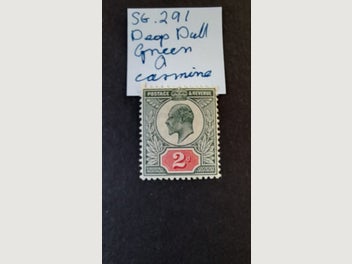 SG.291
Deep Dull
Green
&
carmine
POSTAGE & REVENUE
2d